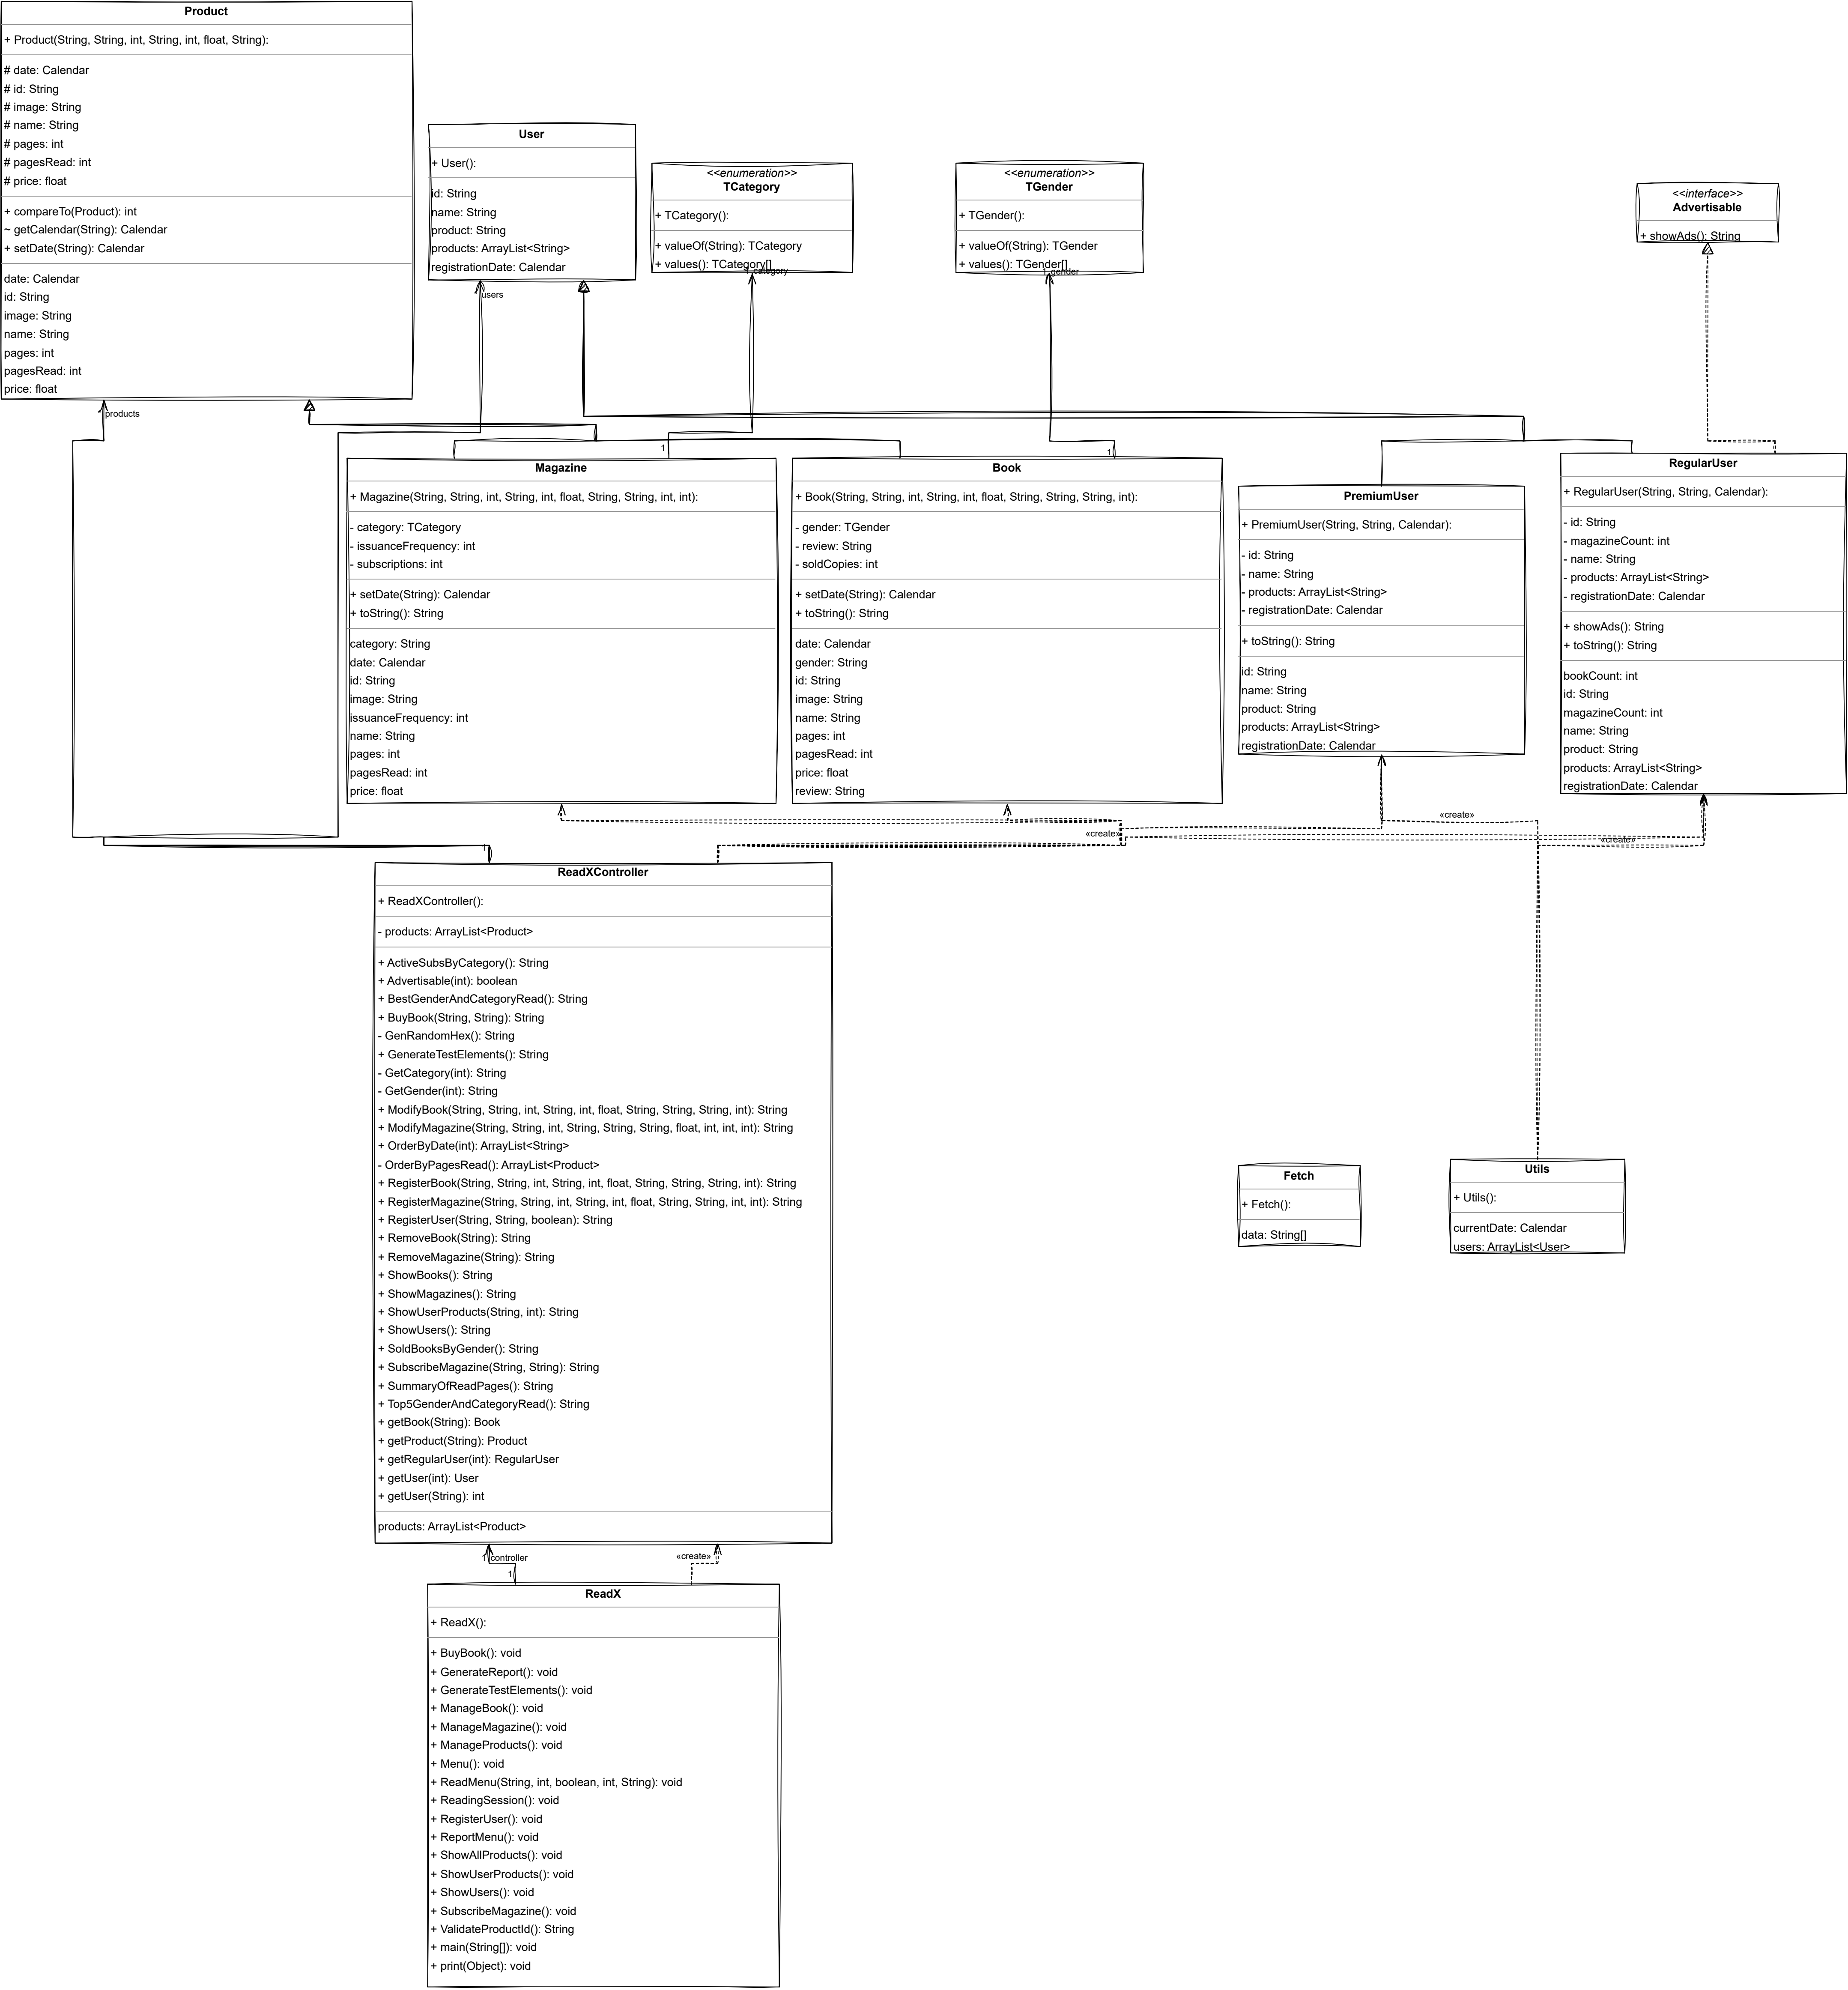 Product
+ Product(String, String, int, String, int, float, String):
# date: Calendar
# id: String
# image: String
# name: String
# pages: int
# pagesRead: int
# price: float
+ compareTo(Product): int
~ getCalendar(String): Calendar
+ setDate(String): Calendar
date: Calendar
id: String
image: String
name: String
pages: int
pagesRead: int
price: float
products
User
+ User():
id: String
name: String
product: String
products: ArrayList<String>
registrationDate: Calendar
users
<<enumeration>>
TCategory
+ TCategory():
+ valueOf(String): TCategory
+ values(): TCategory[]
1 category
<<enumeration>>
TGender
+ TGender():
+ valueOf(String): TGender
+ values(): TGender[]
1 gender
<<interface>>
Advertisable
+ showAds(): String
1
Magazine
+ Magazine(String, String, int, String, int, float, String, String, int, int):
- category: TCategory
- issuanceFrequency: int
- subscriptions: int
+ setDate(String): Calendar
+ toString(): String
category: String
date: Calendar
id: String
image: String
issuanceFrequency: int
name: String
pages: int
pagesRead: int
price: float
1
Book
+ Book(String, String, int, String, int, float, String, String, String, int):
- gender: TGender
- review: String
- soldCopies: int
+ setDate(String): Calendar
+ toString(): String
date: Calendar
gender: String
id: String
image: String
name: String
pages: int
pagesRead: int
price: float
review: String
PremiumUser
+ PremiumUser(String, String, Calendar):
- id: String
- name: String
- products: ArrayList<String>
- registrationDate: Calendar
+ toString(): String
id: String
name: String
product: String
products: ArrayList<String>
registrationDate: Calendar
RegularUser
+ RegularUser(String, String, Calendar):
- id: String
- magazineCount: int
- name: String
- products: ArrayList<String>
- registrationDate: Calendar
+ showAds(): String
+ toString(): String
bookCount: int
id: String
magazineCount: int
name: String
product: String
products: ArrayList<String>
registrationDate: Calendar
«create»
«create»
«create»
1
ReadXController
+ ReadXController():
- products: ArrayList<Product>
+ ActiveSubsByCategory(): String
+ Advertisable(int): boolean
+ BestGenderAndCategoryRead(): String
+ BuyBook(String, String): String
- GenRandomHex(): String
+ GenerateTestElements(): String
- GetCategory(int): String
- GetGender(int): String
+ ModifyBook(String, String, int, String, int, float, String, String, String, int): String
+ ModifyMagazine(String, String, int, String, String, String, float, int, int, int): String
+ OrderByDate(int): ArrayList<String>
- OrderByPagesRead(): ArrayList<Product>
+ RegisterBook(String, String, int, String, int, float, String, String, String, int): String
+ RegisterMagazine(String, String, int, String, int, float, String, String, int, int): String
+ RegisterUser(String, String, boolean): String
+ RemoveBook(String): String
+ RemoveMagazine(String): String
+ ShowBooks(): String
+ ShowMagazines(): String
+ ShowUserProducts(String, int): String
+ ShowUsers(): String
+ SoldBooksByGender(): String
+ SubscribeMagazine(String, String): String
+ SummaryOfReadPages(): String
+ Top5GenderAndCategoryRead(): String
+ getBook(String): Book
+ getProduct(String): Product
+ getRegularUser(int): RegularUser
+ getUser(int): User
+ getUser(String): int
products: ArrayList<Product>
Fetch
+ Fetch():
data: String[]
Utils
+ Utils():
currentDate: Calendar
users: ArrayList<User>
1 controller
«create»
1
ReadX
+ ReadX():
+ BuyBook(): void
+ GenerateReport(): void
+ GenerateTestElements(): void
+ ManageBook(): void
+ ManageMagazine(): void
+ ManageProducts(): void
+ Menu(): void
+ ReadMenu(String, int, boolean, int, String): void
+ ReadingSession(): void
+ RegisterUser(): void
+ ReportMenu(): void
+ ShowAllProducts(): void
+ ShowUserProducts(): void
+ ShowUsers(): void
+ SubscribeMagazine(): void
+ ValidateProductId(): String
+ main(String[]): void
+ print(Object): void